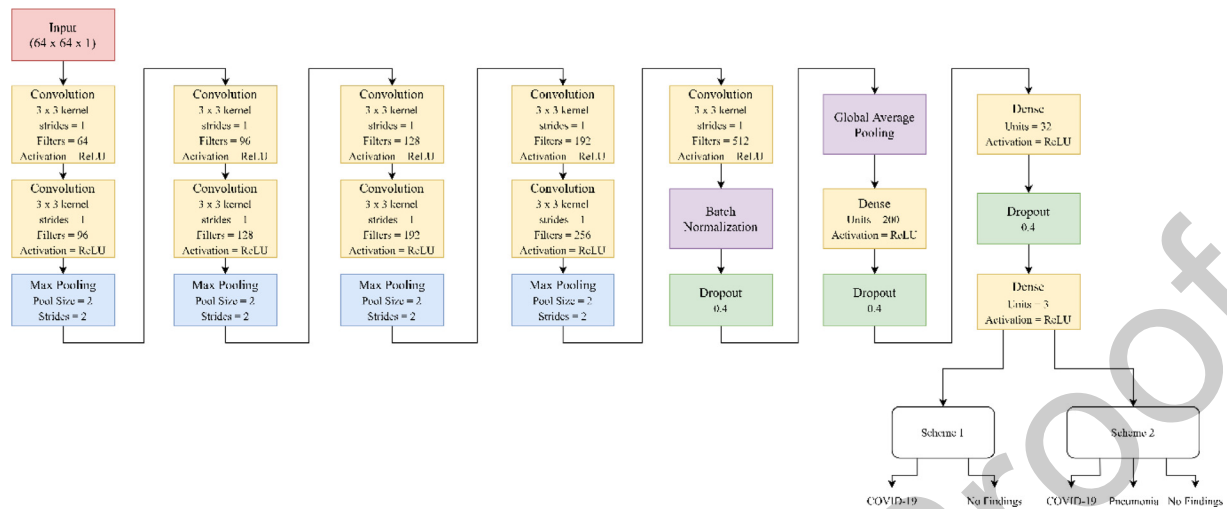 Input
(64 x 64 x 1)
Convolution
3 x 3 kernel
strides = 1
Filters = 64
Activation = ReLU
Convolution
3 x 3 kernel
strides = 1
Filters = 96
Activation = ReLU
Max Pooling
Pool Size = 2
Strides = 2
Convolution
3 x 3 kernel
strides = 1
Filters = 96
Activation = ReLU
Convolution
3 x 3 kernel
strides = 1
Filters = 128
Activation = ReLU
Max Pooling
Pool Size = 2
Strides = 2
Convolution
3 x 3 kernel
strides = 1
Filters = 128
Activation = ReLU
Convolution
3 x 3 kernel
strides = 1
Filters = 192
Activation = ReLU
Max Pooling
Pool Size = 2
Strides = 2
Convolution
3 x 3 kernel
strides = 1
Filters = 192
Activation = ReLU
Convolution
3 x 3 kernel
strides = 1
Filters = 256
Activation = ReLU
Max Pooling
Pool Size = 2
Strides = 2
Convolution
3 x 3 kernel
strides = 1
Filters = 512
Activation = ReLU
Batch
Normalization
Dropout
0.4
Global Average
Pooling
Dense
Units = 200
Activation = ReLU
Dropout
0.4
Dense
Units = 32
Activation = ReLU
Dropout
0.4
Dense
Units = 3
Activation = ReLU
Scheme 1
Scheme 2
COVID-19
No Findings
COVID-19
Pneumonia
No Findings
roof